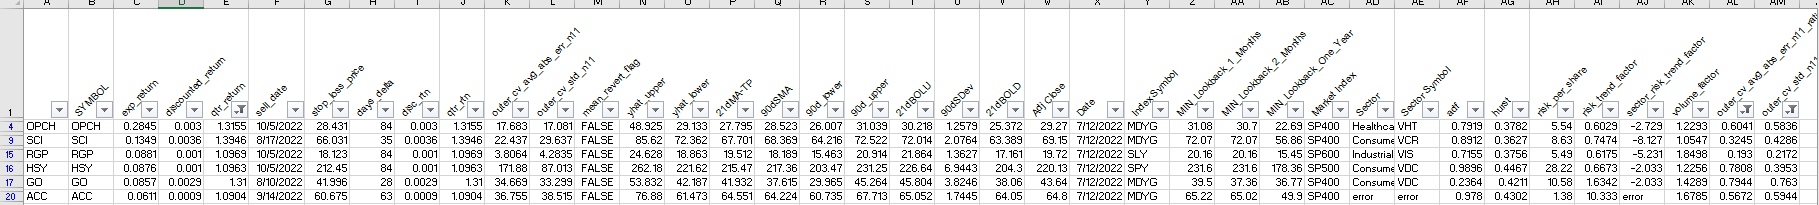 A B C D E F G H I J K L M N O P Q R S T U V W X Y Z AA AB AC AD AE AF AG AH AI AJ AK AL AM
1 SYMBOL exp_return discounted_return qtr_return sell_date stop_loss_price days_delta disc_rtn qtr_rtn outer_cv_avg_abs_err_n11 outer_cv_std_n11 mean_revert_flag yhat_upper yhat_lower 21dMA-TP 90dSMA 90d_lower 90d_upper 21dBOLU 90dSDev 21dBOLD Adj Close Date IndexSymbol MIN_Lookback_1_Months MIN_Lookback_2_Months MIN_Lookback_One_Year Market Index Sector Sector Symbol adf hurst risk_per_share risk_trend_factor sector_risk_trend_factor volume_factor outer_cv_avg_abs_err_n11_retu outer_cv_std_n11
4 OPCH OPCH 0.2845 0.003 1.3155 10/5/2022 28.431 84 0.003 1.3155 17.683 17.081 FALSE 48.925 29.133 27.795 28.523 26.007 31.039 30.218 1.2579 25.372 29.27 7/12/2022 MDYG 31.08 30.7 22.69 SP400 Healthca VHT 0.7919 0.3782 5.54 0.6029 -2.729 1.2293 0.6041 0.5836
9 SCI SCI 0.1349 0.0036 1.3946 8/17/2022 66.031 35 0.0036 1.3946 22.437 29.637 FALSE 85.62 72.362 67.701 68.369 64.216 72.522 72.014 2.0764 63.389 69.15 7/12/2022 MDYG 72.07 72.07 56.86 SP400 Consume VCR 0.8912 0.3627 8.63 0.7474 -8.127 1.0547 0.3245 0.4286
15 RGP RGP 0.0881 0.001 1.0969 10/5/2022 18.123 84 0.001 1.0969 3.8064 4.2835 FALSE 24.628 18.863 19.512 18.189 15.463 20.914 21.864 1.3627 17.161 19.72 7/12/2022 SLY 20.16 20.16 15.45 SP600 Industrial VIS 0.7155 0.3756 5.49 0.6175 -5.231 1.8498 0.193 0.2172
16 HSY HSY 0.0876 0.001 1.0963 10/5/2022 212.45 84 0.001 1.0963 171.88 87.013 FALSE 262.18 221.62 215.47 217.36 203.47 231.25 226.64 6.9443 204.3 220.13 7/12/2022 SPY 231.6 231.6 178.36 SP500 Consume VDC 0.9896 0.4467 28.22 0.6673 -2.033 1.2256 0.7808 0.3953
17 GO GO 0.0857 0.0029 1.31 8/10/2022 41.996 28 0.0029 1.31 34.669 33.299 FALSE 53.832 42.187 41.932 37.615 29.965 45.264 45.804 3.8246 38.06 43.64 7/12/2022 MDYG 39.5 37.36 36.77 SP400 Consume VDC 0.2364 0.4211 10.58 1.6342 -2.033 1.4289 0.7944 0.763
20 ACC ACC 0.0611 0.0009 1.0904 9/14/2022 60.675 63 0.0009 1.0904 36.755 38.515 FALSE 76.88 61.473 64.551 64.224 60.735 67.713 65.052 1.7445 64.05 64.8 7/12/2022 MDYG 65.22 65.02 49.9 SP400 error error 0.978 0.4302 1.38 10.333 error 1.6785 0.5672 0.5944